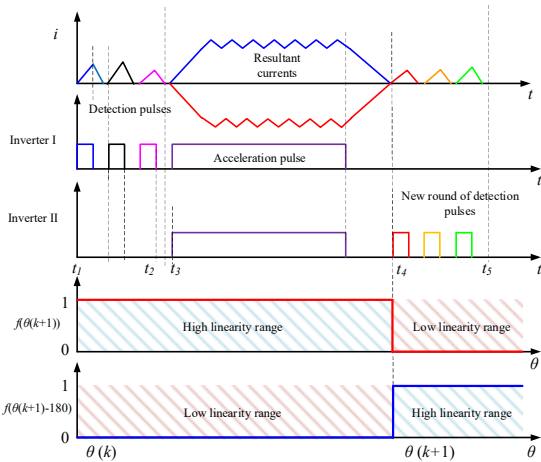 i
Resultant
currents
t
Detection pulses
Inverter I
Acceleration pulse
t
Inverter II
New round of detection
pulses
t1
t2
t3
t4
t5
t
1
f(θ(k+1))
High linearity range
Low linearity range
0
θ
1
f(θ(k+1)-180)
Low linearity range
High linearity range
0
θ (k)
θ (k+1)
θ